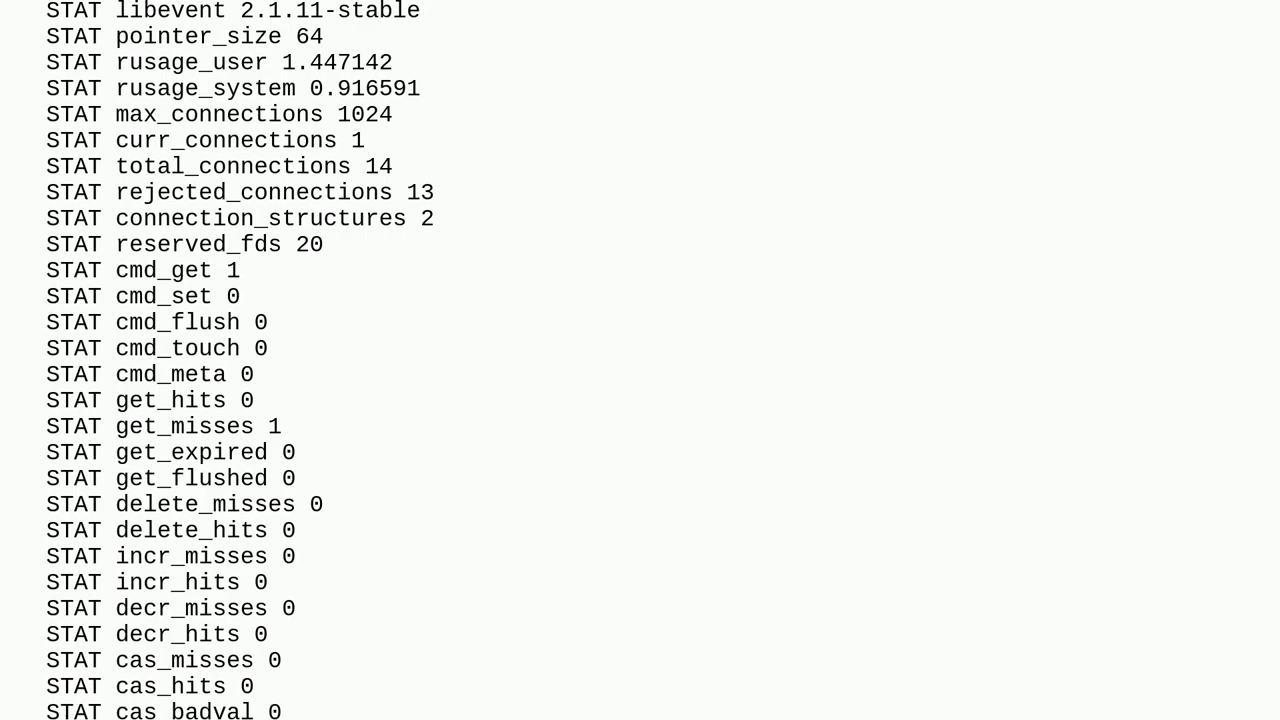 STAT libevent 2.1.11-stable
STAT pointer_size 64
STAT rusage_user 1.447142
STAT rusage_system 0.916591
STAT max_connections 1024
STAT curr_connections 1
STAT total_connections 14
STAT rejected_connections 13
STAT connection_structures 2
STAT reserved_fds 20
STAT cmd_get 1
STAT cmd_set 0
STAT cmd_flush 0
STAT cmd_touch 0
STAT cmd_meta 0
STAT get_hits 0
STAT get_misses 1
STAT get_expired 0
STAT get_flushed 0
STAT delete_misses 0
STAT delete_hits 0
STAT incr_misses 0
STAT incr_hits 0
STAT decr_misses 0
STAT decr_hits 0
STAT cas_misses 0
STAT cas_hits 0
STAT cas_badval 0